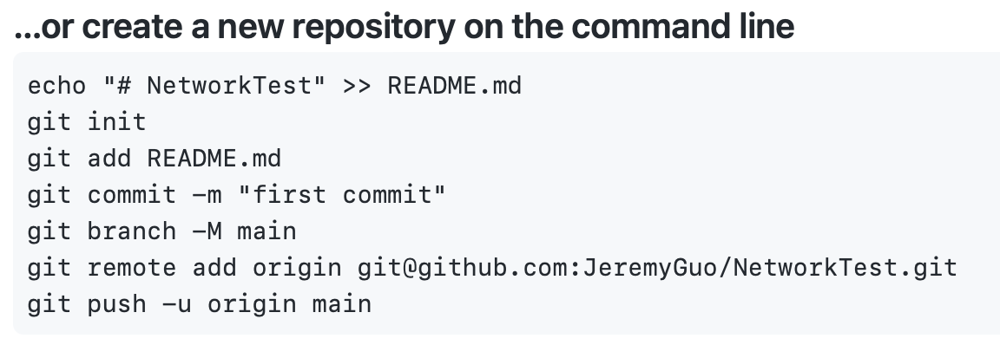 ...or create a new repository on the command line
echo "# NetworkTest" >> README.md
git init
git add README.md
git commit -m "first commit"
git branch -M main
git remote add origin git@github.com:JeremyGuo/NetworkTest.git
git push -u origin main